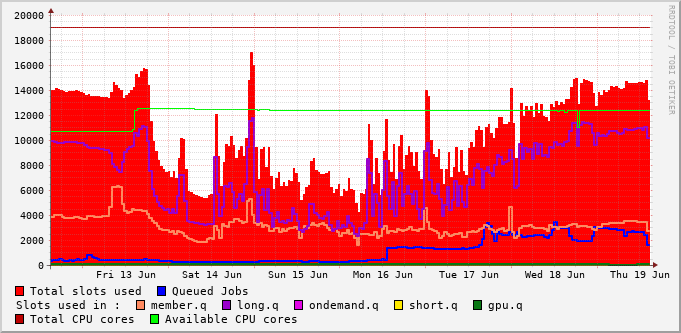 20000
18000
16000
14000
12000
10000
8000
6000
4000
2000
0
Fri 13 Jun Sat 14 Jun Sun 15 Jun Mon 16 Jun Tue 17 Jun Wed 18 Jun Thu 19 Jun
RRDTOOL / TOBI OETIKER
Total slots used Queued Jobs
Slots used in : member.q long.q ondemand.q short.q gpu.q
Total CPU cores Available CPU cores